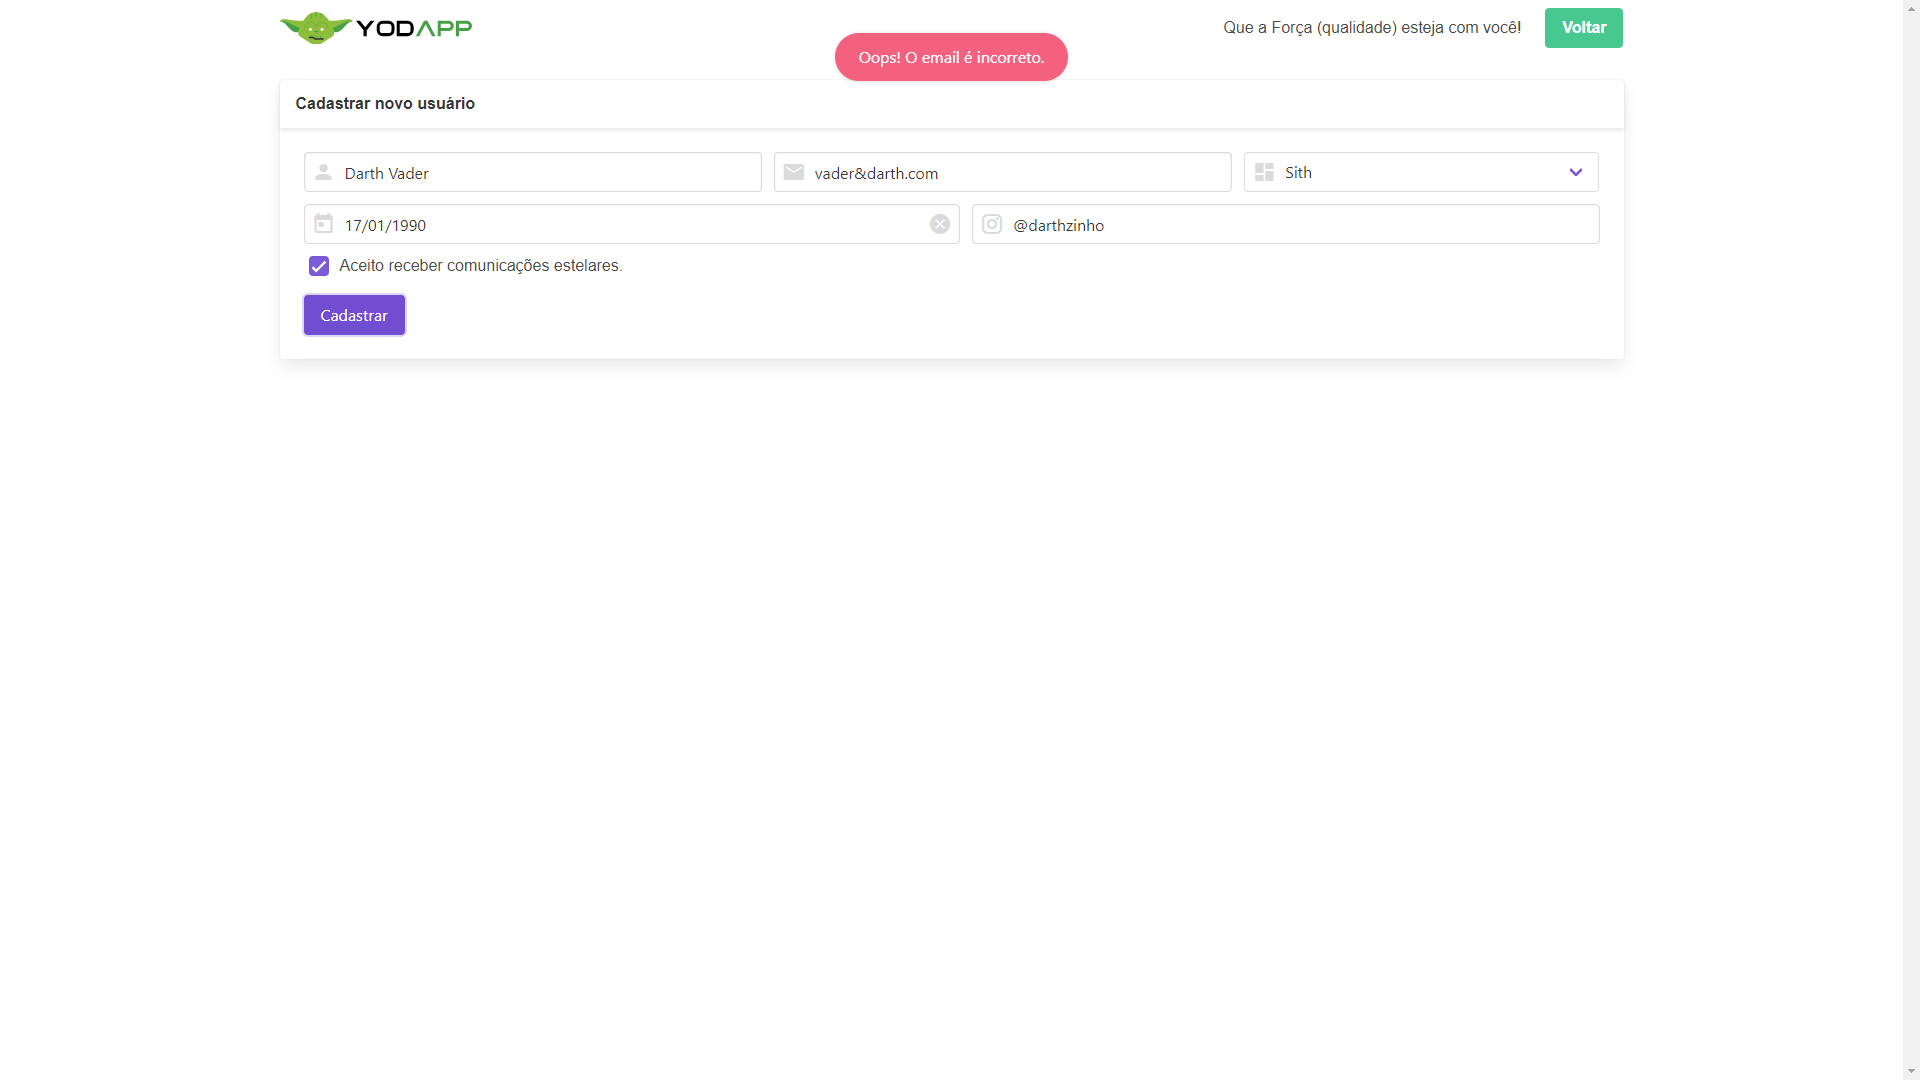 YODAPP
Que a Força (qualidade) esteja com você!
Voltar
Oops! O email é incorreto.
Cadastrar novo usuário
Darth Vader
vader&darth.com
Sith
17/01/1990
@darthzinho
Aceito receber comunicações estelares.
Cadastrar